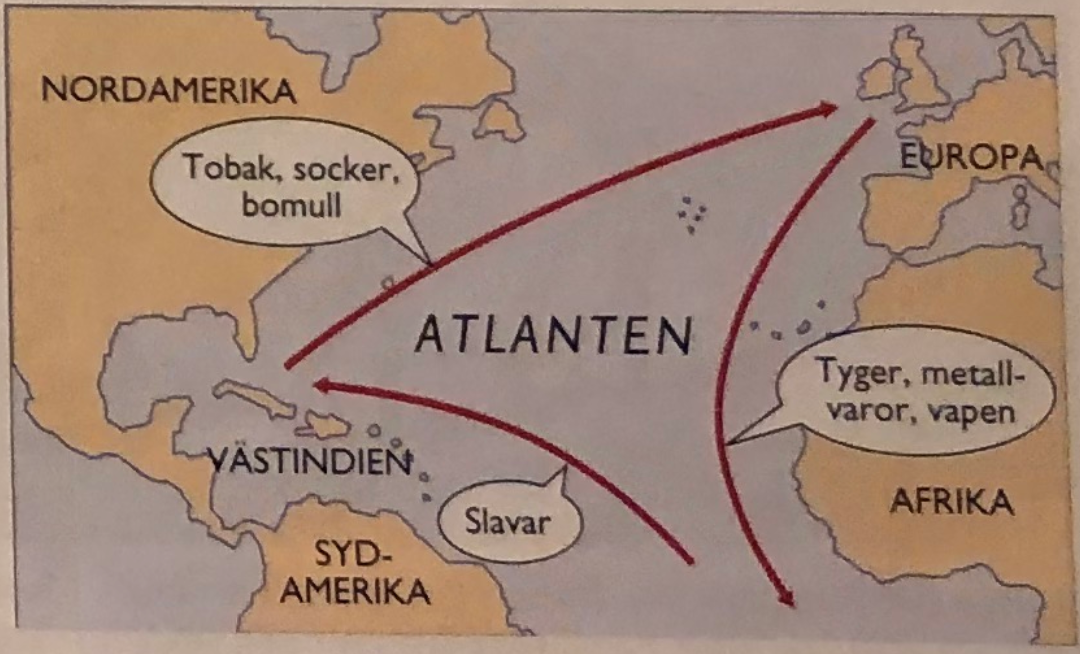 NORDAMERIKA
Tobak, socker,
bomull
EUROPA
ATLANTEN
Tyger, metall-
varor, vapen
VÄSTINDIEN
Slavar
AFRIKA
SYD-
AMERIKA